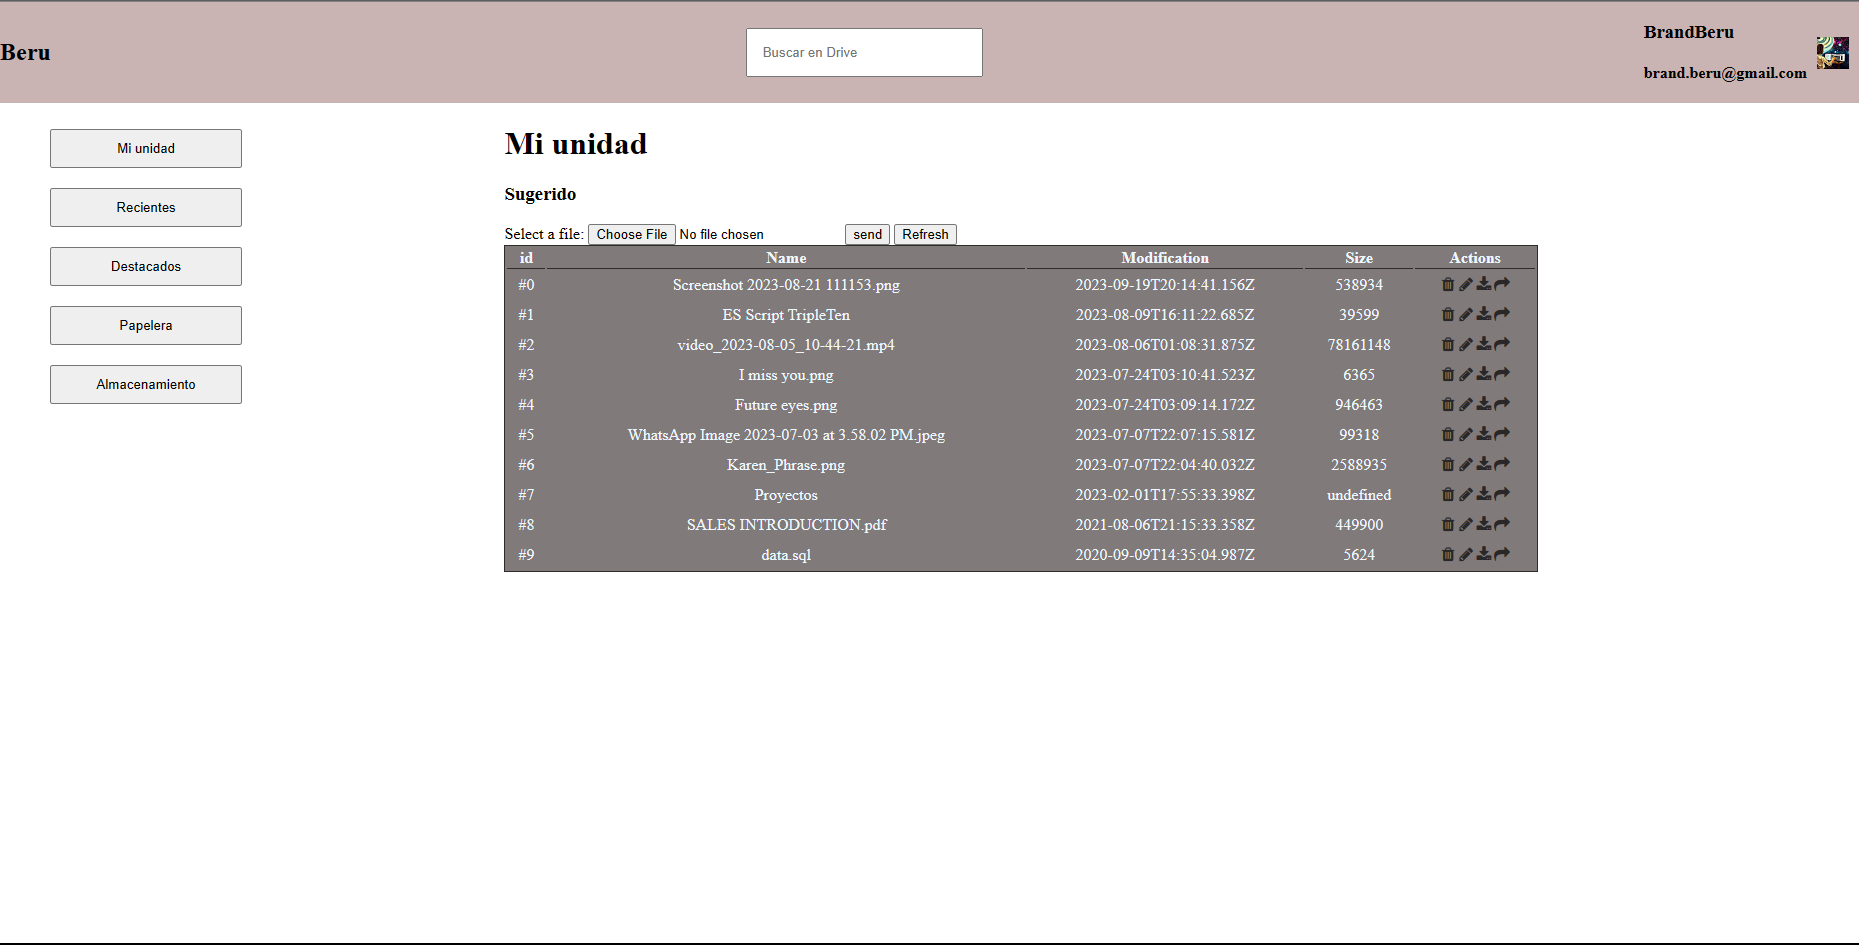 Beru
Buscar en Drive
BrandBeru
brand.beru@gmail.com
Mi unidad
Recientes
Destacados
Papelera
Almacenamiento
Mi unidad
Sugerido
Select a file: Choose File No file chosen send Refresh
id Name Modification Size Actions
#0 Screenshot 2023-08-21 111153.png 2023-09-19T20:14:41.156Z 538934
#1 ES Script TripleTen 2023-08-09T16:11:22.685Z 39599
#2 video_2023-08-05_10-44-21.mp4 2023-08-06T01:08:31.875Z 78161148
#3 I miss you.png 2023-07-24T03:10:41.523Z 6365
#4 Future eyes.png 2023-07-24T03:09:14.172Z 946463
#5 WhatsApp Image 2023-07-03 at 3.58.02 PM.jpeg 2023-07-07T22:07:15.581Z 99318
#6 Karen_Phrase.png 2023-07-07T22:04:40.032Z 2588935
#7 Proyectos 2023-02-01T17:55:33.398Z undefined
#8 SALES INTRODUCTION.pdf 2021-08-06T21:15:33.358Z 449900
#9 data.sql 2020-09-09T14:35:04.987Z 5624